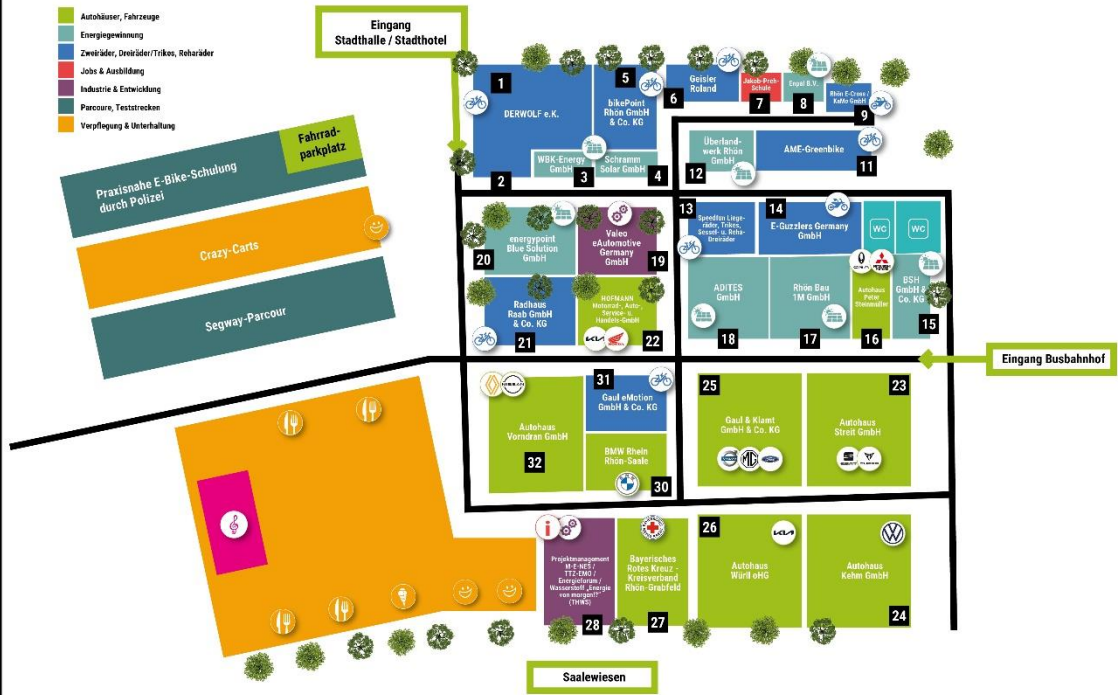 Autohäuser, Fahrzeuge
Energiegewinnung
Zweiräder, Dreiräder/Trikes, Reharäder
Jobs & Ausbildung
Industrie & Entwicklung
Parcoure, Teststrecken
Verpflegung & Unterhaltung
Eingang
Stadthalle / Stadthotel
Fahrrad-
parkplatz
Praxisnahe E-Bike-Schulung
durch Polizei
Crazy-Carts
Segway-Parcour
1
DERWOLF e.K.
2
5
bikePoint
Rhön GmbH
& Co. KG
WBK-Energy
GmbH
3
Schramm
Solar GmbH
4
Geisler
Roland
6
Jakob-Preh-
Schule
7
Engel B.V.
8
Rhön E-Cross /
KaMo GmbH
9
Überland-
werk Rhön
GmbH
12
AME-Greenbike
11
13
Speedfun Liege-
räder, Trikes,
Sessel- u. Reha-
Dreiräder
14
E-Guzzlers Germany
GmbH
WC
WC
energypoint
Blue Solution
GmbH
20
Valeo
eAutomotive
Germany
GmbH
19
Radhaus
Raab GmbH
& Co. KG
21
HOFMANN
Motorrad-, Auto-,
Service- u.
Handels-GmbH
KIA
22
ADITES
GmbH
18
Rhön Bau
1M GmbH
17
Autohaus
Peter
Steinmüller
16
BSH
GmbH &
Co. KG
15
Eingang Busbahnhof
NISSAN
Autohaus
Vorndran GmbH
32
31
Gaul eMotion
GmbH & Co. KG
BMW Rhein
Rhön-Saale
30
25
Gaul & Klamt
GmbH & Co. KG
MG
Ford
23
Autohaus
Streit GmbH
SEAT
CUPRA
i
Projektmanagement
M-E-NES /
TTZ-EMO /
Energieforum /
Wasserstoff „Energie
von morgen!?“
(THWS)
28
Bayerisches
Rotes Kreuz -
Kreisverband
Rhön-Grabfeld
27
26
KIA
Autohaus
Würll oHG
Autohaus
Kehm GmbH
24
Saalewiesen